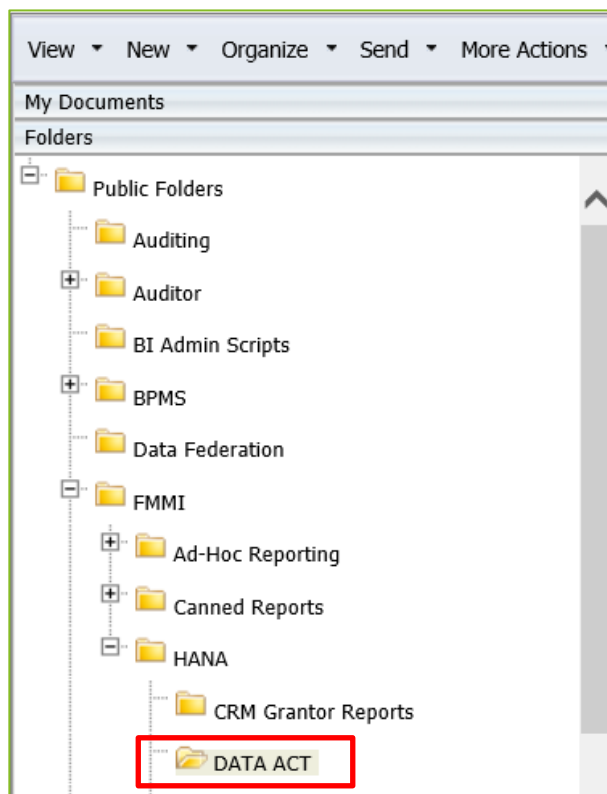 View New Organize Send More Actions
My Documents
Folders
Public Folders
Auditing
Auditor
BI Admin Scripts
BPMS
Data Federation
FMMI
Ad-Hoc Reporting
Canned Reports
HANA
CRM Grantor Reports
DATA ACT